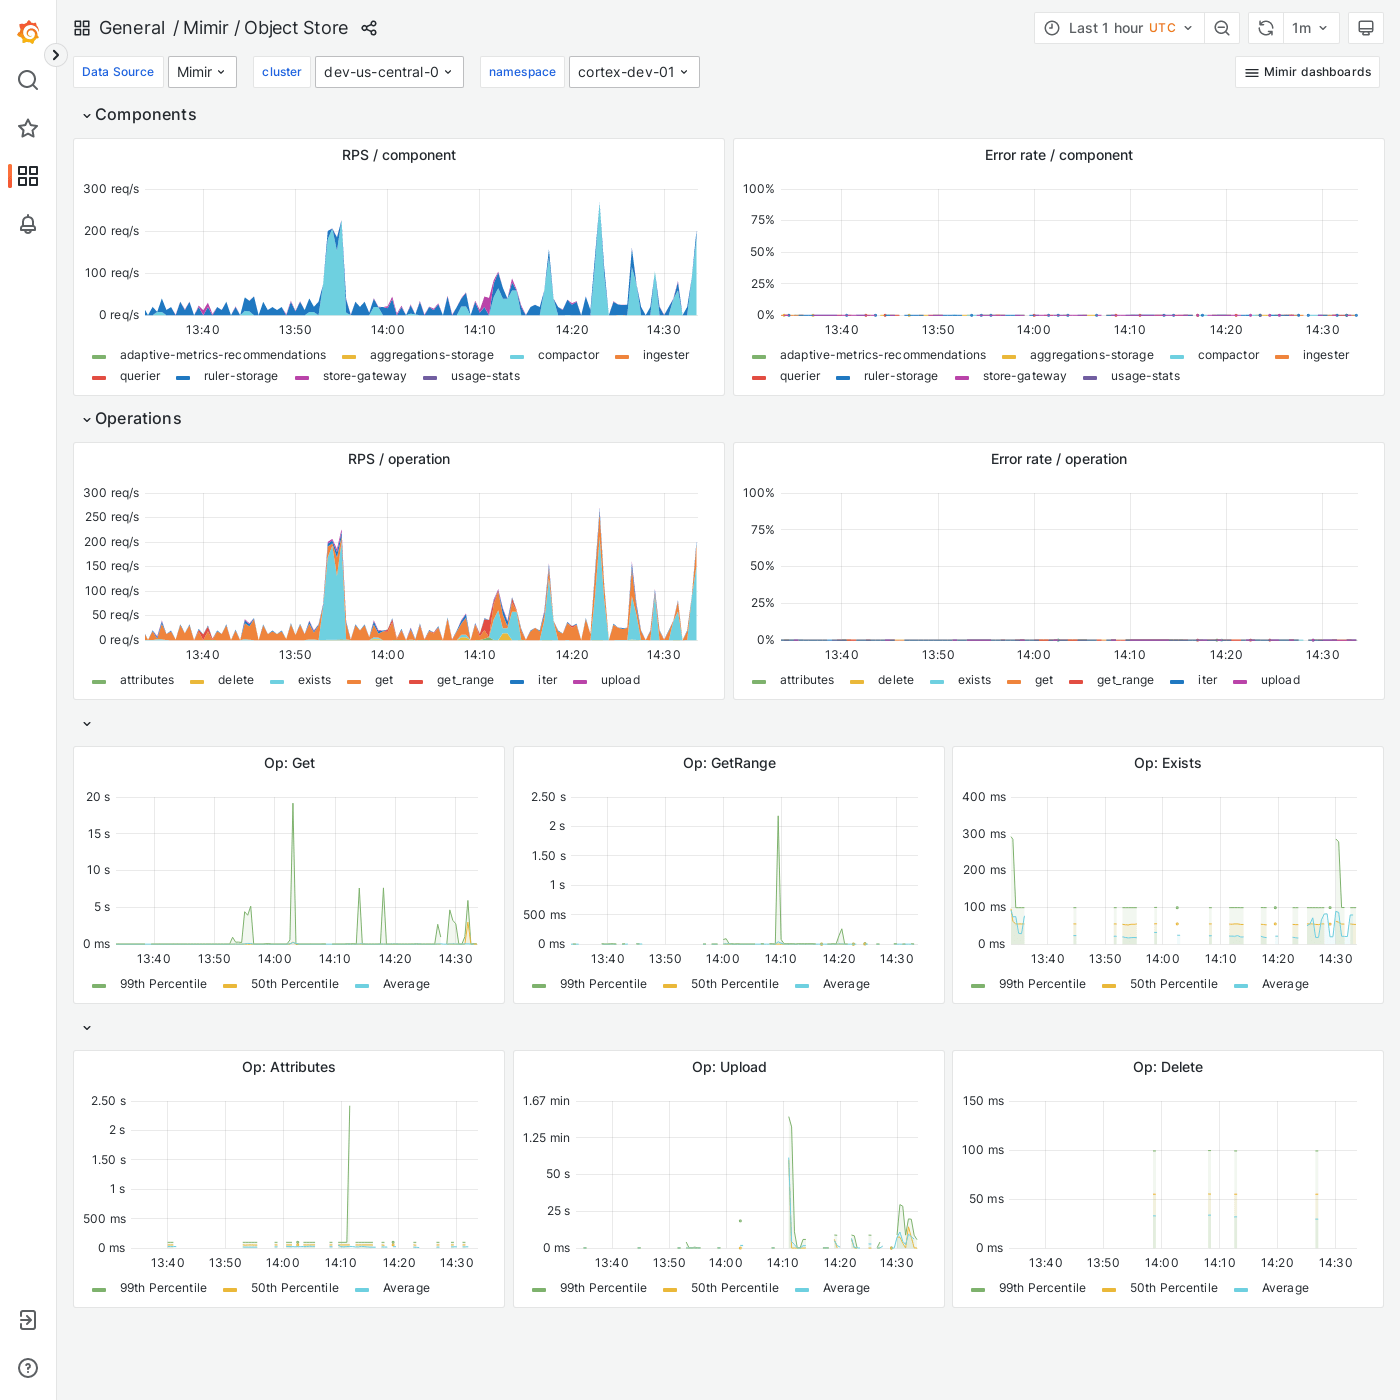 General / Mimir / Object Store
Last 1 hour UTC
1m
Data Source Mimir cluster dev-us-central-0 namespace cortex-dev-01
Mimir dashboards
Components
RPS / component
300 req/s
200 req/s
100 req/s
0 req/s
13:40 13:50 14:00 14:10 14:20 14:30
adaptive-metrics-recommendations aggregations-storage compactor ingester
querier ruler-storage store-gateway usage-stats
Error rate / component
100%
75%
50%
25%
0%
13:40 13:50 14:00 14:10 14:20 14:30
adaptive-metrics-recommendations aggregations-storage compactor ingester
querier ruler-storage store-gateway usage-stats
Operations
RPS / operation
300 req/s
250 req/s
200 req/s
150 req/s
100 req/s
50 req/s
0 req/s
13:40 13:50 14:00 14:10 14:20 14:30
attributes delete exists get get_range iter upload
Error rate / operation
100%
75%
50%
25%
0%
13:40 13:50 14:00 14:10 14:20 14:30
attributes delete exists get get_range iter upload
Op: Get
20 s
15 s
10 s
5 s
0 ms
13:40 13:50 14:00 14:10 14:20 14:30
99th Percentile 50th Percentile Average
Op: GetRange
2.50 s
2 s
1.50 s
1 s
500 ms
0 ms
13:40 13:50 14:00 14:10 14:20 14:30
99th Percentile 50th Percentile Average
Op: Exists
400 ms
300 ms
200 ms
100 ms
0 ms
13:40 13:50 14:00 14:10 14:20 14:30
99th Percentile 50th Percentile Average
Op: Attributes
2.50 s
2 s
1.50 s
1 s
500 ms
0 ms
13:40 13:50 14:00 14:10 14:20 14:30
99th Percentile 50th Percentile Average
Op: Upload
1.67 min
1.25 min
50 s
25 s
0 ms
13:40 13:50 14:00 14:10 14:20 14:30
99th Percentile 50th Percentile Average
Op: Delete
150 ms
100 ms
50 ms
0 ms
13:40 13:50 14:00 14:10 14:20 14:30
99th Percentile 50th Percentile Average